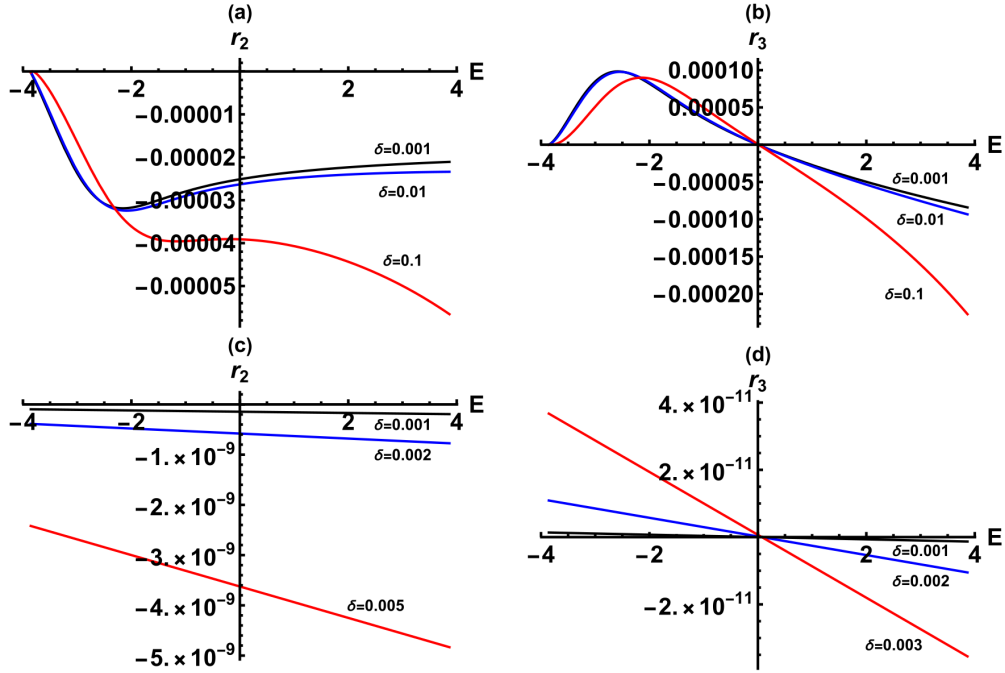 (a)
r2
E
−4 −2 0 2 4
−0.00001
−0.00002
−0.00003
−0.00004
−0.00005
δ=0.001
δ=0.01
δ=0.1
(b)
r3
E
−4 −2 0 2 4
0.00010
0.00005
−0.00005
−0.00010
−0.00015
−0.00020
δ=0.001
δ=0.01
δ=0.1
(c)
r2
E
−4 −2 0 2 4
−1.×10⁻⁹
−2.×10⁻⁹
−3.×10⁻⁹
−4.×10⁻⁹
−5.×10⁻⁹
δ=0.001
δ=0.002
δ=0.005
(d)
r3
E
−4 −2 0 2 4
4.×10⁻¹¹
2.×10⁻¹¹
−2.×10⁻¹¹
δ=0.001
δ=0.002
δ=0.003